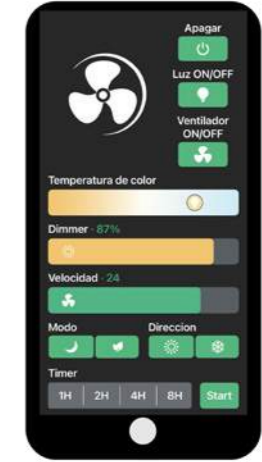 Apagar
Luz ON/OFF
Ventilador
ON/OFF
Temperatura de color
Dimmer · 87%
Velocidad · 24
Modo
Direccion
Timer
1H 2H 4H 8H Start